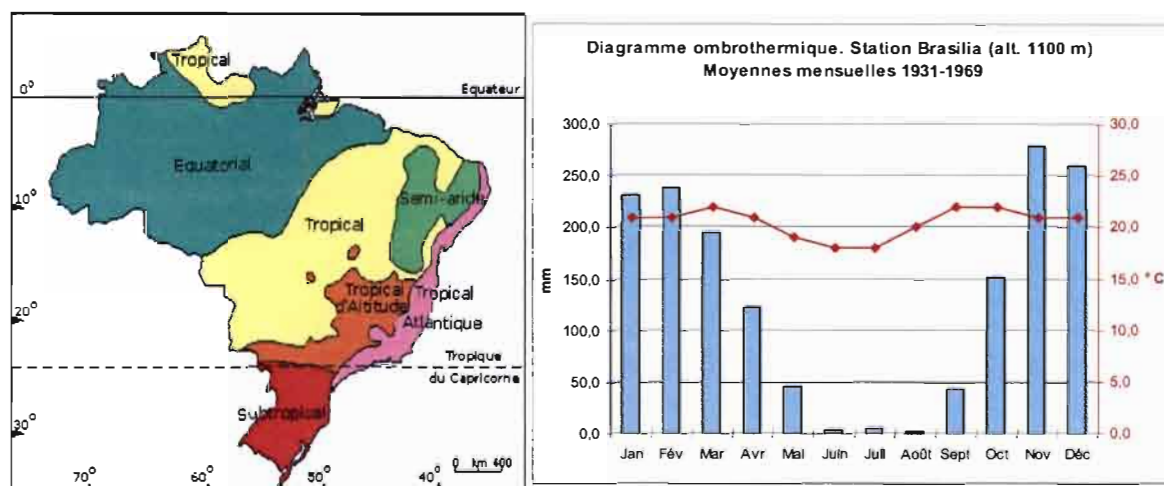 Tropical
0°
Equateur
Equatorial
10°
Semi-aride
Tropical
Tropical
d'Altitude
Tropical
Atlantique
20°
Tropique
du Capricorne
Subtropical
30°
0 km 400
70° 60° 50° 40°
Diagramme ombrothermique. Station Brasilia (alt. 1100 m)
Moyennes mensuelles 1931-1969
300,0 30,0
250,0 25,0
200,0 20,0
mm 150,0 15,0 °C
100,0 10,0
50,0 5,0
0,0 0,0
Jan Fév Mar Avr Mai Juin Juil Août Sept Oct Nov Déc